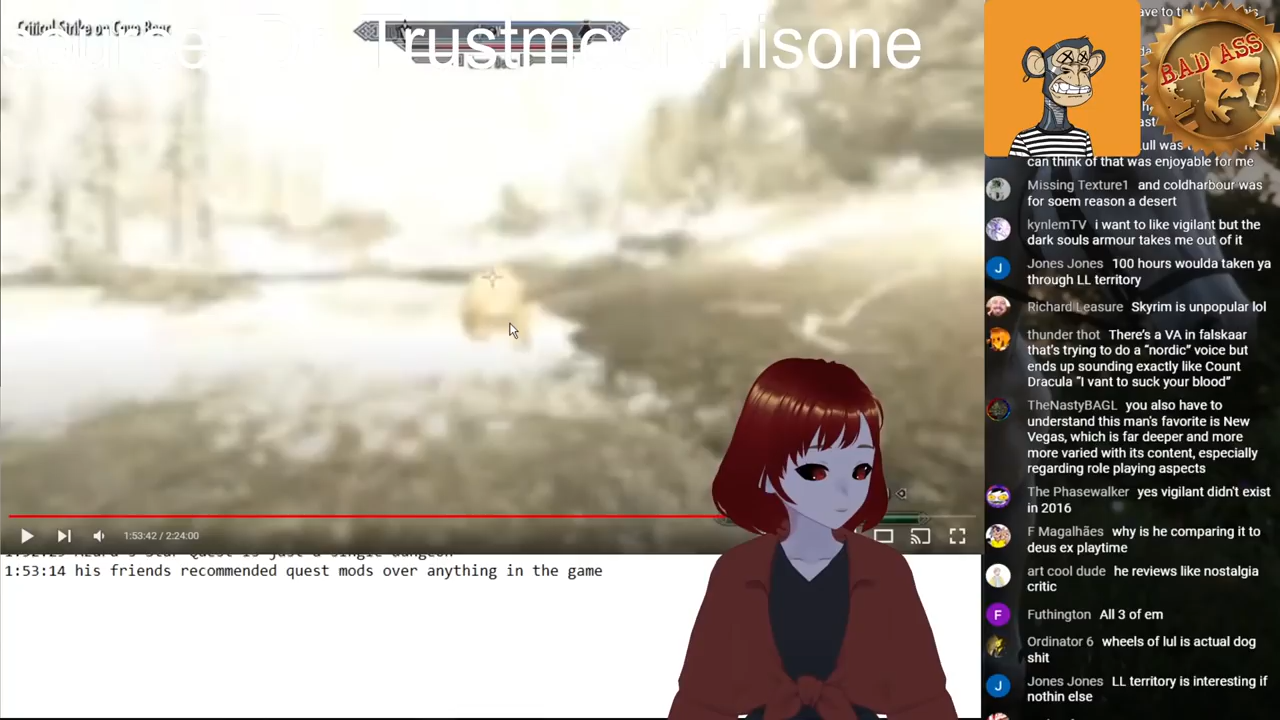 Critical Strike on Cave Bear
Trustme
hisone
1:53:42 / 2:24:00
1:53:14 his friends recommended quest mods over anything in the game
BAD ASS
can think of that was enjoyable for me
Missing Texture1 and coldharbour was
for soem reason a desert
kynlemTV i want to like vigilant but the
dark souls armour takes me out of it
J Jones Jones 100 hours woulda taken ya
through LL territory
Richard Leasure Skyrim is unpopular lol
thunder thot There's a VA in falskaar
that's trying to do a "nordic" voice but
ends up sounding exactly like Count
Dracula "I vant to suck your blood"
TheNastyBAGL you also have to
understand this man's favorite is New
Vegas, which is far deeper and more
more varied with its content, especially
regarding role playing aspects
The Phasewalker yes vigilant didn't exist
in 2016
F Magalhães why is he comparing it to
deus ex playtime
art cool dude he reviews like nostalgia
critic
F Futhington All 3 of em
Ordinator 6 wheels of lul is actual dog
shit
J Jones Jones LL territory is interesting if
nothin else